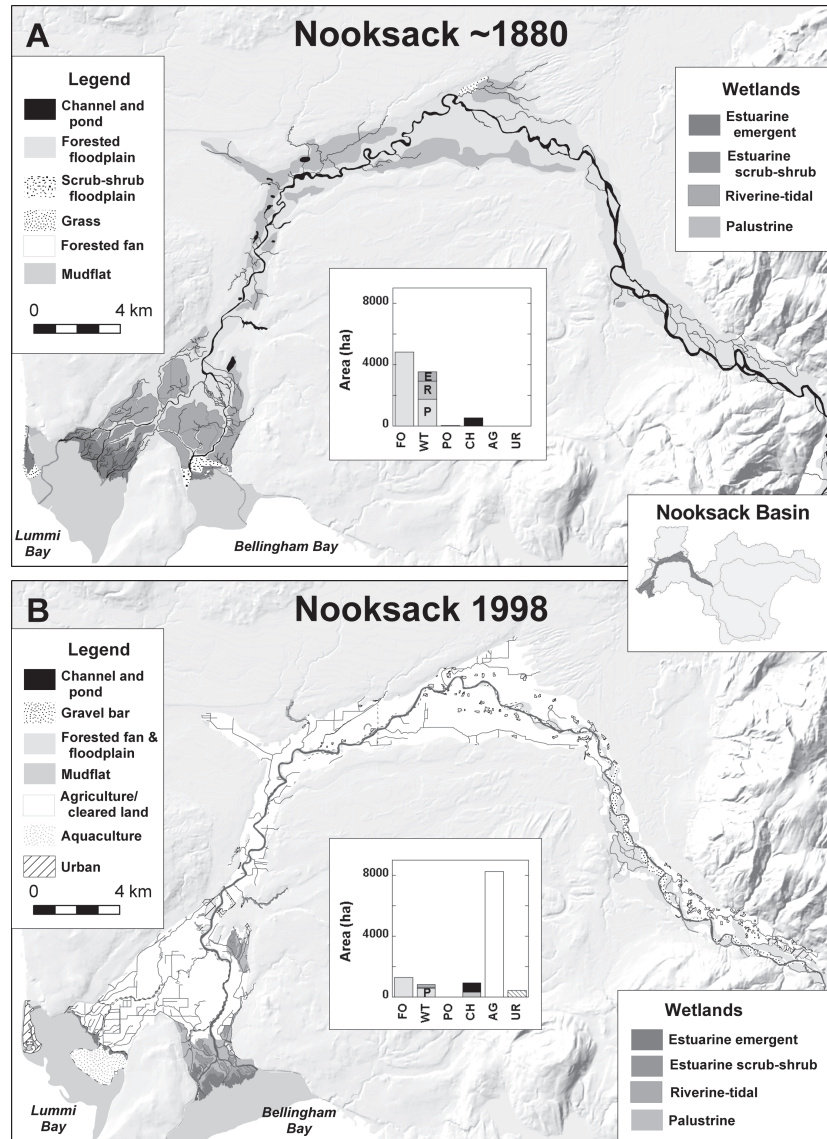 A
Nooksack ~1880
Legend
Channel and
pond
Forested
floodplain
Scrub-shrub
floodplain
Grass
Forested fan
Mudflat
0 4 km
Wetlands
Estuarine
emergent
Estuarine
scrub-shrub
Riverine-tidal
Palustrine
Area (ha)
8000
4000
0
E
R
P
FO WT PO CH AG UR
Lummi
Bay
Bellingham Bay
Nooksack Basin
B
Nooksack 1998
Legend
Channel and
pond
Gravel bar
Forested fan &
floodplain
Mudflat
Agriculture/
cleared land
Aquaculture
Urban
0 4 km
Area (ha)
8000
4000
0
P
FO WT PO CH AG UR
Wetlands
Estuarine emergent
Estuarine scrub-shrub
Riverine-tidal
Palustrine
Lummi
Bay
Bellingham
Bay